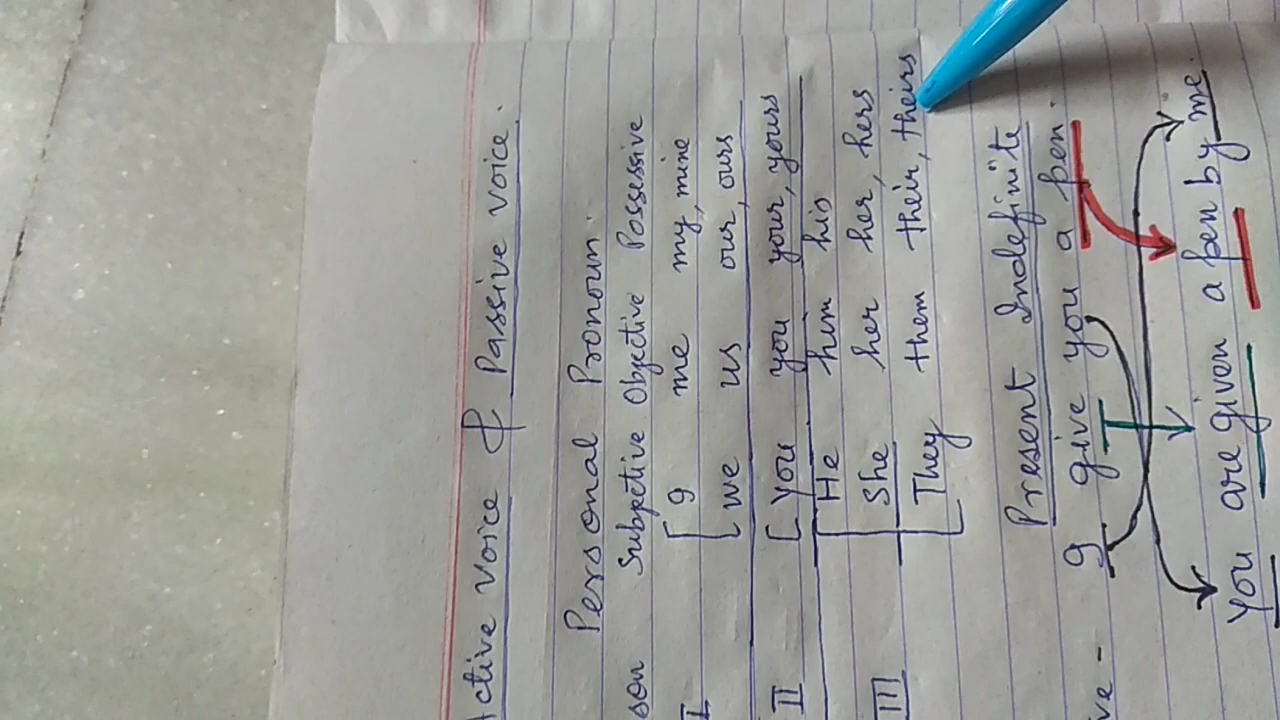 Active voice & Passive voice.
Personal Pronoun.
son Subjective Objective Possessive
I I me my, mine
we us our, ours
II You you your, yours
He him his
III She her her, hers
They them their, theirs
Present Indefinite
ve - I give you a pen.
You are given a pen by me.